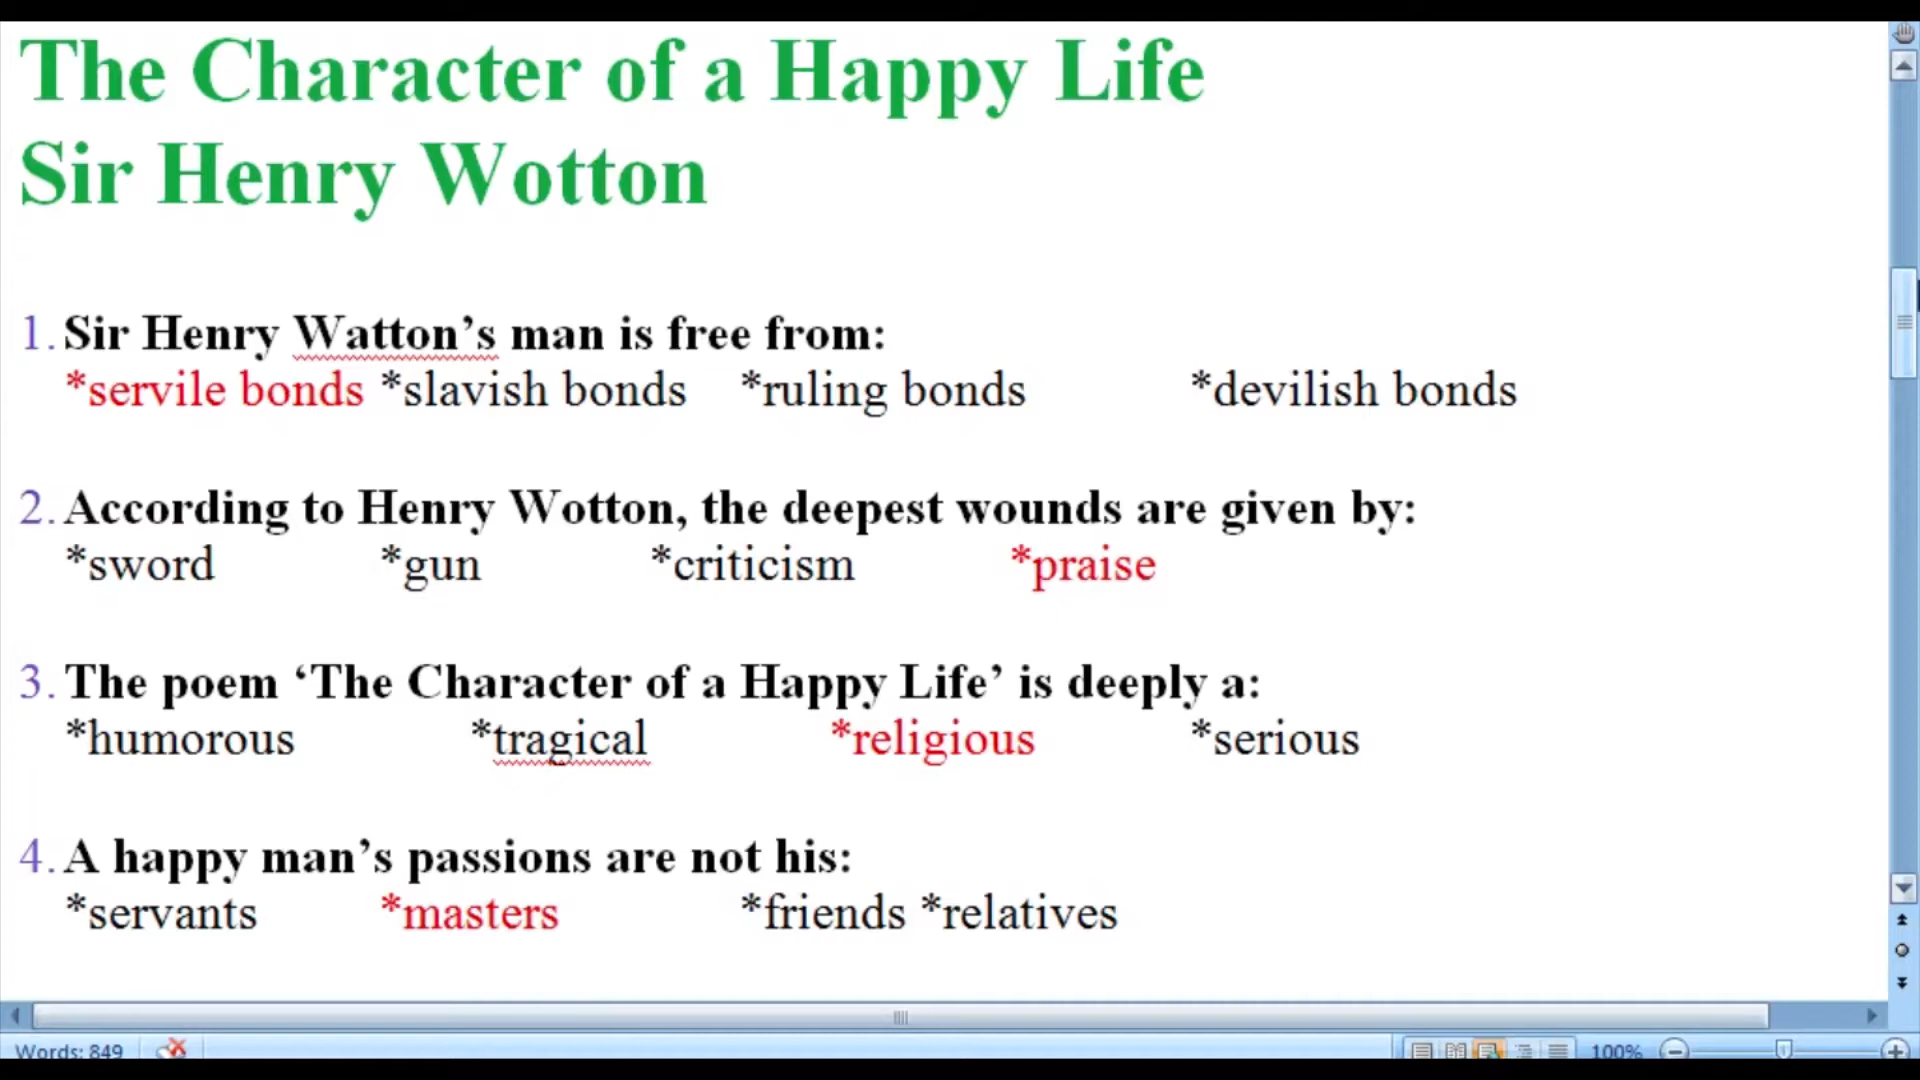 The Character of a Happy Life
Sir Henry Wotton
1. Sir Henry Watton’s man is free from:
*servile bonds *slavish bonds *ruling bonds *devilish bonds
2. According to Henry Wotton, the deepest wounds are given by:
*sword *gun *criticism *praise
3. The poem ‘The Character of a Happy Life’ is deeply a:
*humorous *tragical *religious *serious
4. A happy man’s passions are not his:
*servants *masters *friends *relatives
Words: 849 100%